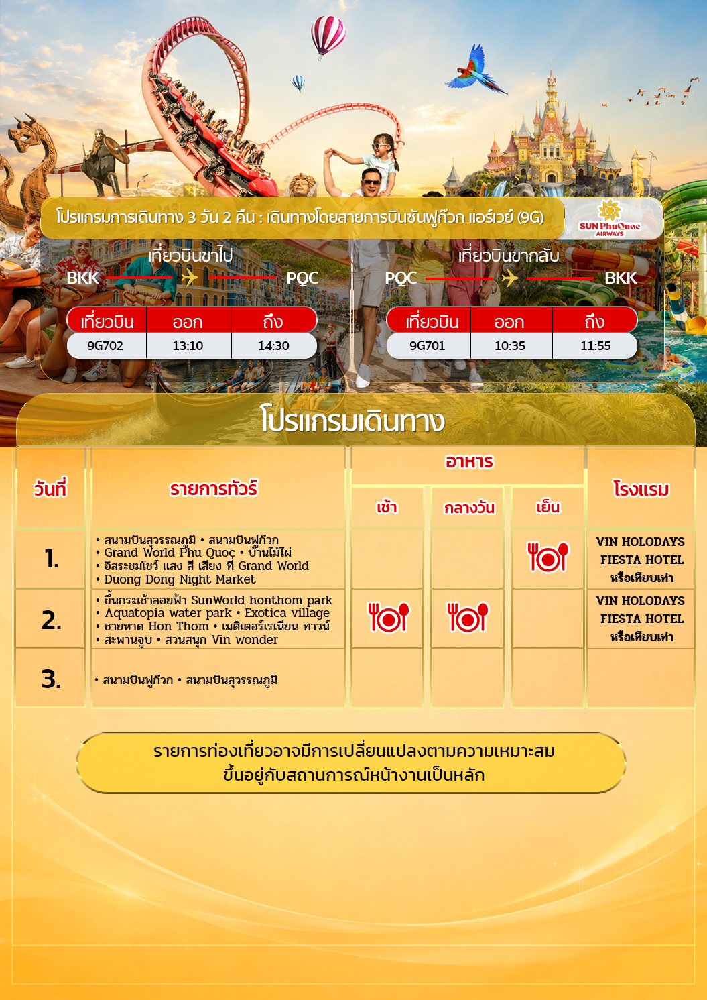 โปรแกรมการเดินทาง 3 วัน 2 คืน : เดินทางโดยสายการบินซันฟูก๊วก แอร์เวย์ (9G)
SUN PhuQuoc
AIRWAYS
เที่ยวบินขาไป
BKK PQC
เที่ยวบิน ออก ถึง
9G702 13:10 14:30
เที่ยวบินขากลับ
PQC BKK
เที่ยวบิน ออก ถึง
9G701 10:35 11:55
โปรแกรมเดินทาง
วันที่ รายการทัวร์ อาหาร โรงแรม
เช้า กลางวัน เย็น
1.
• สนามบินสุวรรณภูมิ • สนามบินฟูก๊วก
• Grand World Phu Quoc • บ้านไม้ไผ่
• อิสระชมโชว์ แสง สี เสียง ที่ Grand World
• Duong Dong Night Market
VIN HOLODAYS
FIESTA HOTEL
หรือเทียบเท่า
2.
• ขึ้นกระเช้าลอยฟ้า SunWorld honthom park
• Aquatopia water park • Exotica village
• ชายหาด Hon Thom • เมดิเตอร์เรเนียน ทาวน์
• สะพานจูบ • สวนสนุก Vin wonder
VIN HOLODAYS
FIESTA HOTEL
หรือเทียบเท่า
3.
• สนามบินฟูก๊วก • สนามบินสุวรรณภูมิ
รายการท่องเที่ยวอาจมีการเปลี่ยนแปลงตามความเหมาะสม
ขึ้นอยู่กับสถานการณ์หน้างานเป็นหลัก